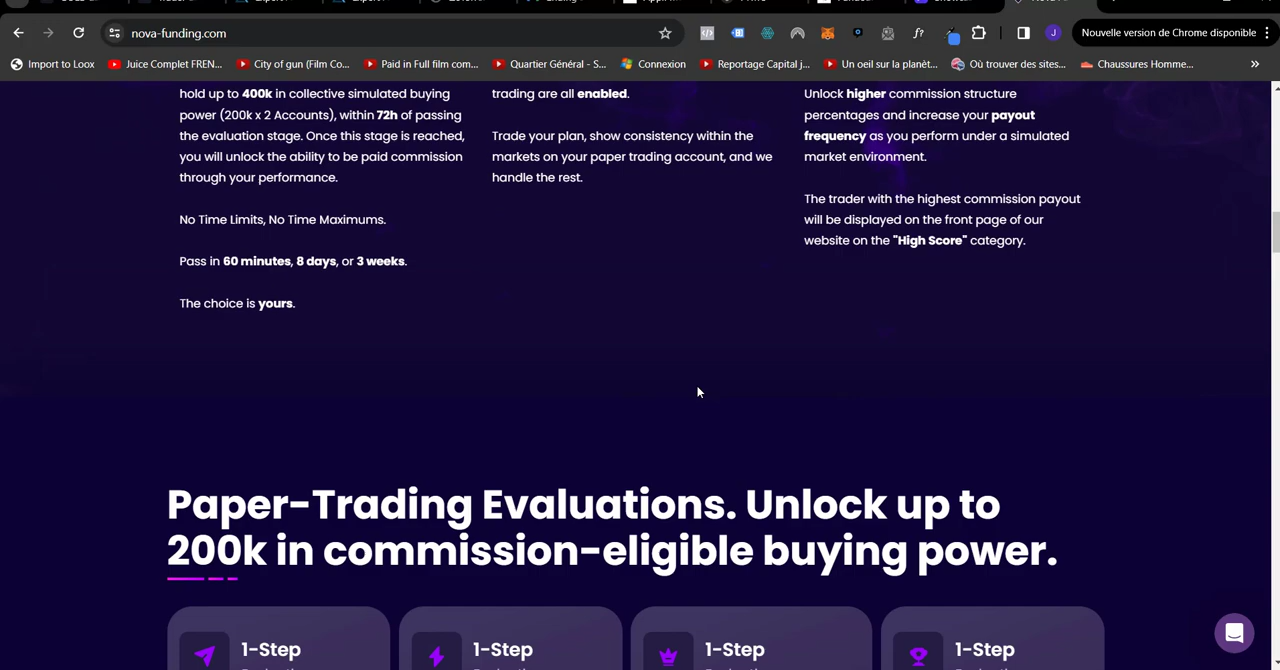 nova-funding.com
Nouvelle version de Chrome disponible
Import to Loox
Juice Complet FREN...
City of gun (Film Co...
Paid in Full film com...
Quartier Général - S...
Connexion
Reportage Capital j...
Un oeil sur la planèt...
Où trouver des sites...
Chaussures Homme...
hold up to 400k in collective simulated buying
power (200k x 2 Accounts), within 72h of passing
the evaluation stage. Once this stage is reached,
you will unlock the ability to be paid commission
through your performance.
No Time Limits, No Time Maximums.
Pass in 60 minutes, 8 days, or 3 weeks.
The choice is yours.
trading are all enabled.
Trade your plan, show consistency within the
markets on your paper trading account, and we
handle the rest.
Unlock higher commission structure
percentages and increase your payout
frequency as you perform under a simulated
market environment.
The trader with the highest commission payout
will be displayed on the front page of our
website on the "High Score" category.
Paper-Trading Evaluations. Unlock up to
200k in commission-eligible buying power.
1-Step
1-Step
1-Step
1-Step